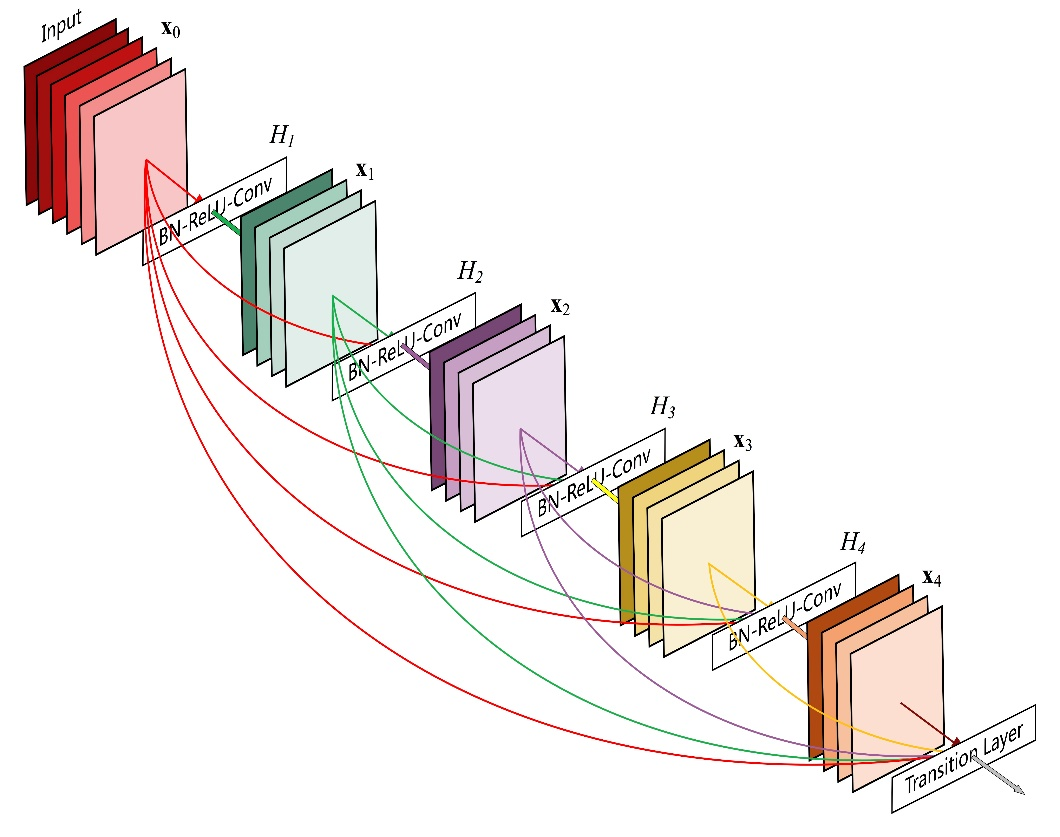 Input
x0
H1
BN-ReLU-Conv
x1
H2
BN-ReLU-Conv
x2
H3
BN-ReLU-Conv
x3
H4
BN-ReLU-Conv
x4
Transition Layer